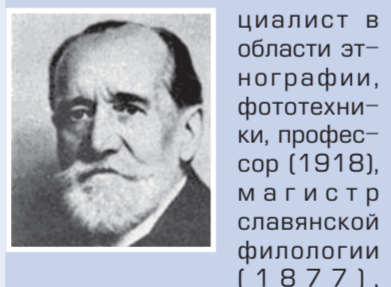 циалист в
области эт–
нографии,
фототехни–
ки, профес–
сор (1918),
магистр
славянской
филологии
(1877).